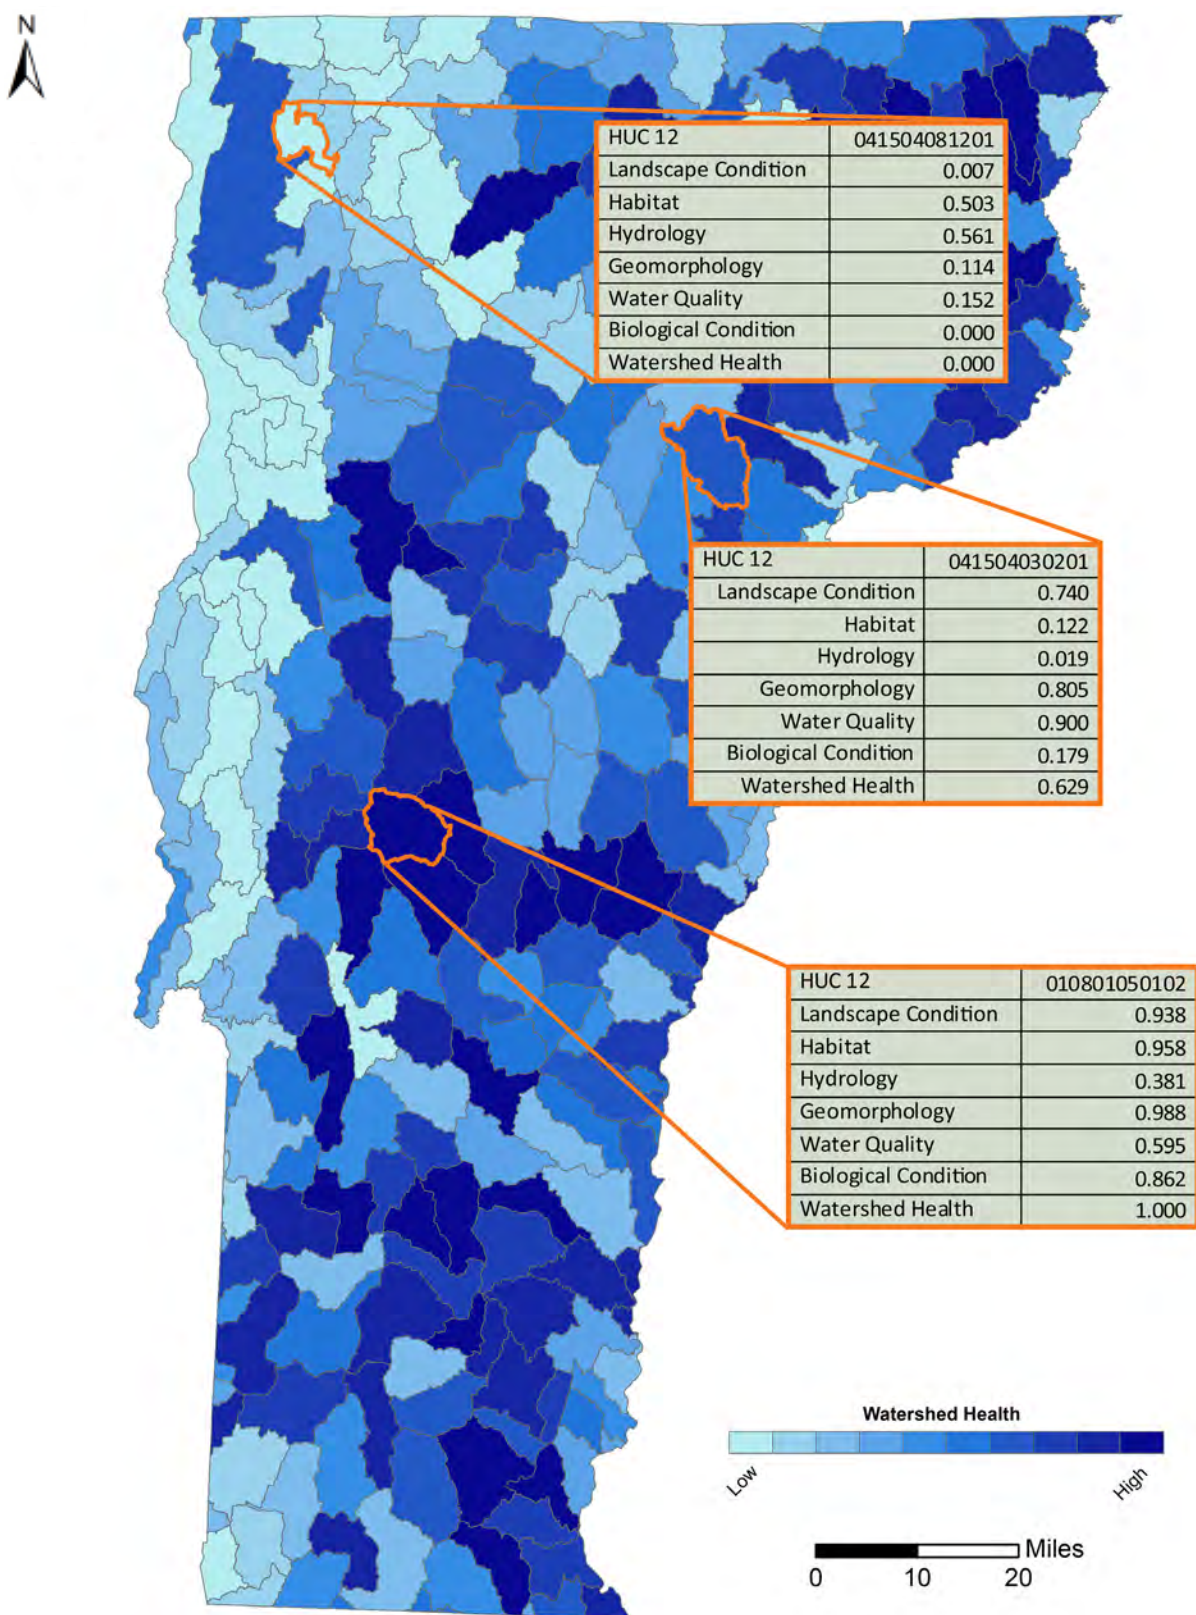 N
HUC 12 041504081201
Landscape Condition 0.007
Habitat 0.503
Hydrology 0.561
Geomorphology 0.114
Water Quality 0.152
Biological Condition 0.000
Watershed Health 0.000
HUC 12 041504030201
Landscape Condition 0.740
Habitat 0.122
Hydrology 0.019
Geomorphology 0.805
Water Quality 0.900
Biological Condition 0.179
Watershed Health 0.629
HUC 12 010801050102
Landscape Condition 0.938
Habitat 0.958
Hydrology 0.381
Geomorphology 0.988
Water Quality 0.595
Biological Condition 0.862
Watershed Health 1.000
Watershed Health
Low High
Miles
0 10 20